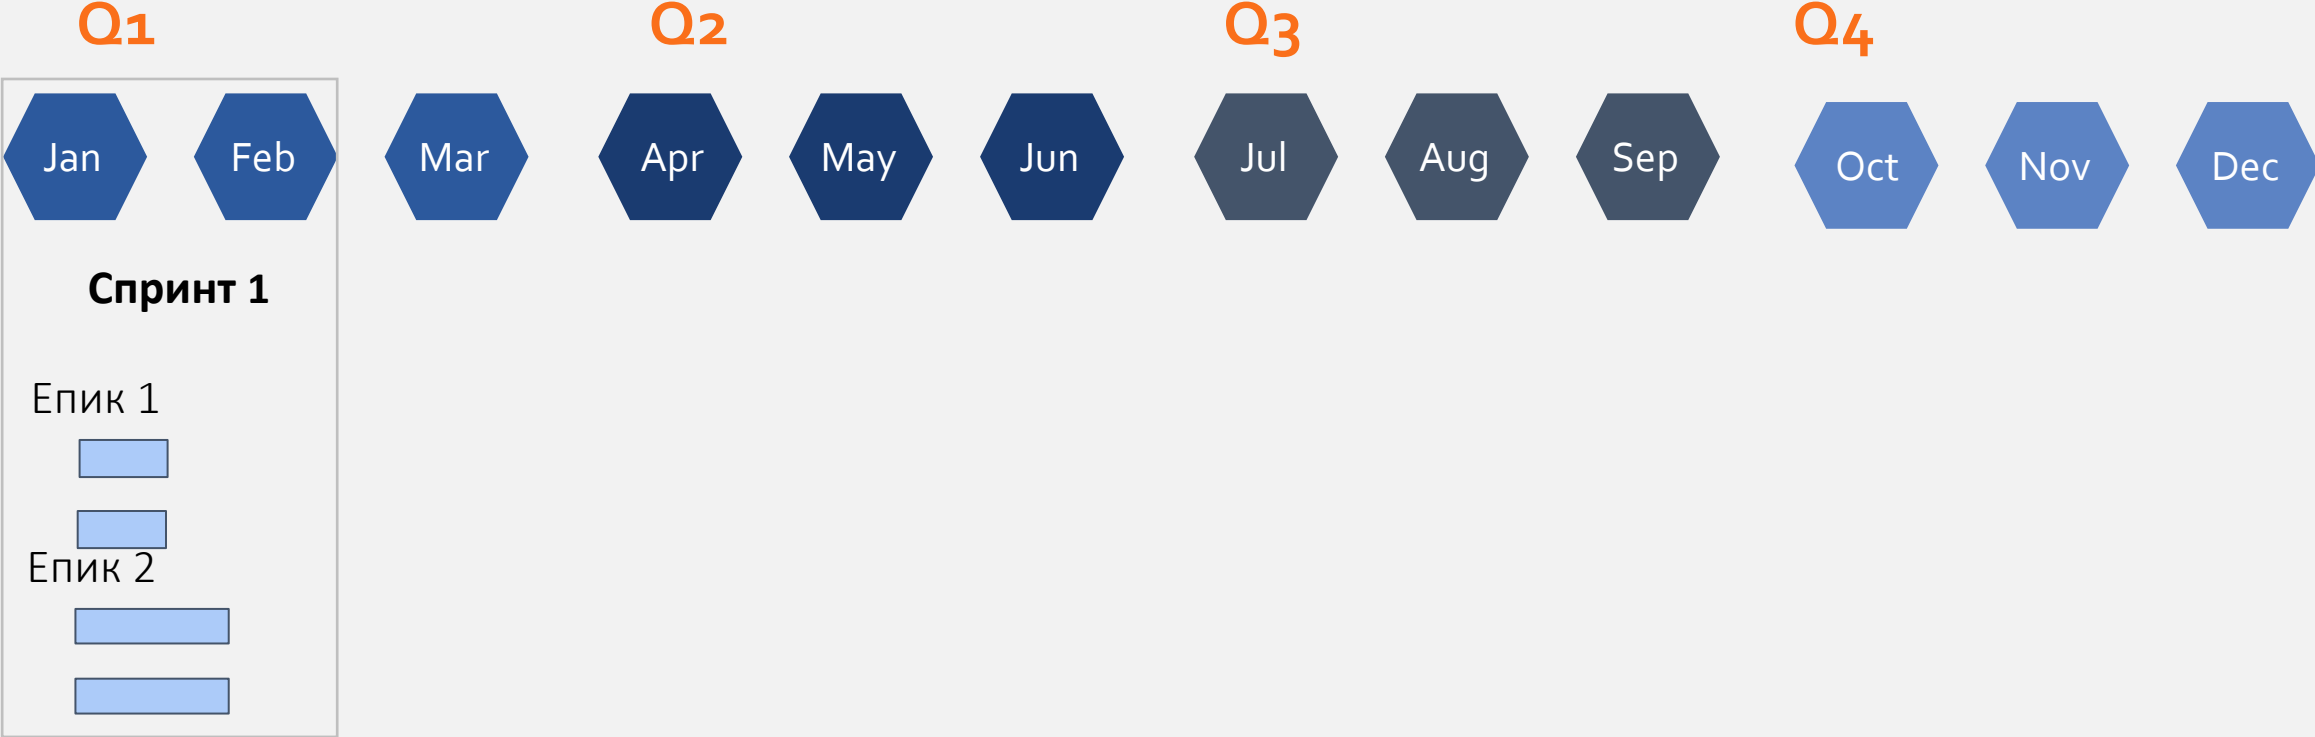 Q1 Q2 Q3 Q4
Jan Feb Mar Apr May Jun Jul Aug Sep Oct Nov Dec
Спринт 1
Епик 1
Епик 2